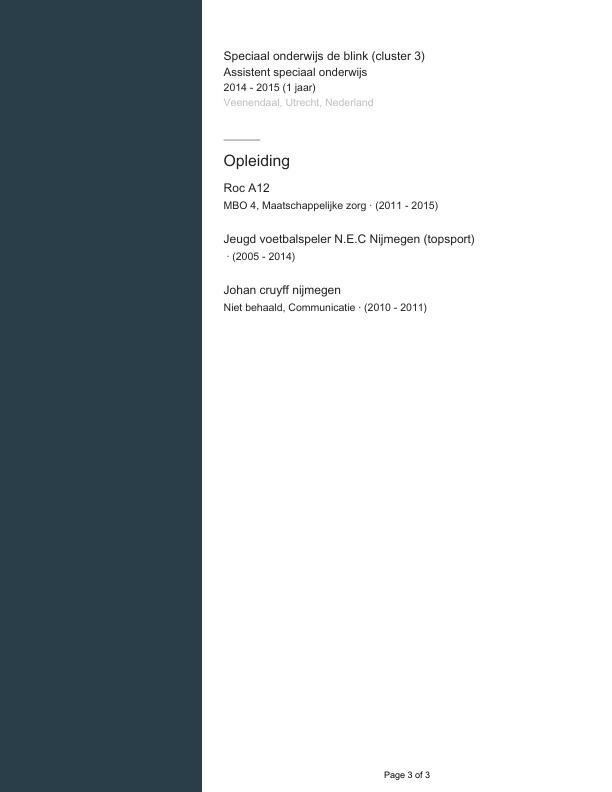 Speciaal onderwijs de blink (cluster 3)
Assistent speciaal onderwijs
2014 - 2015 (1 jaar)
Veenendaal, Utrecht, Nederland
Opleiding
Roc A12
MBO 4, Maatschappelijke zorg · (2011 - 2015)
Jeugd voetbalspeler N.E.C Nijmegen (topsport)
· (2005 - 2014)
Johan cruyff nijmegen
Niet behaald, Communicatie · (2010 - 2011)
Page 3 of 3